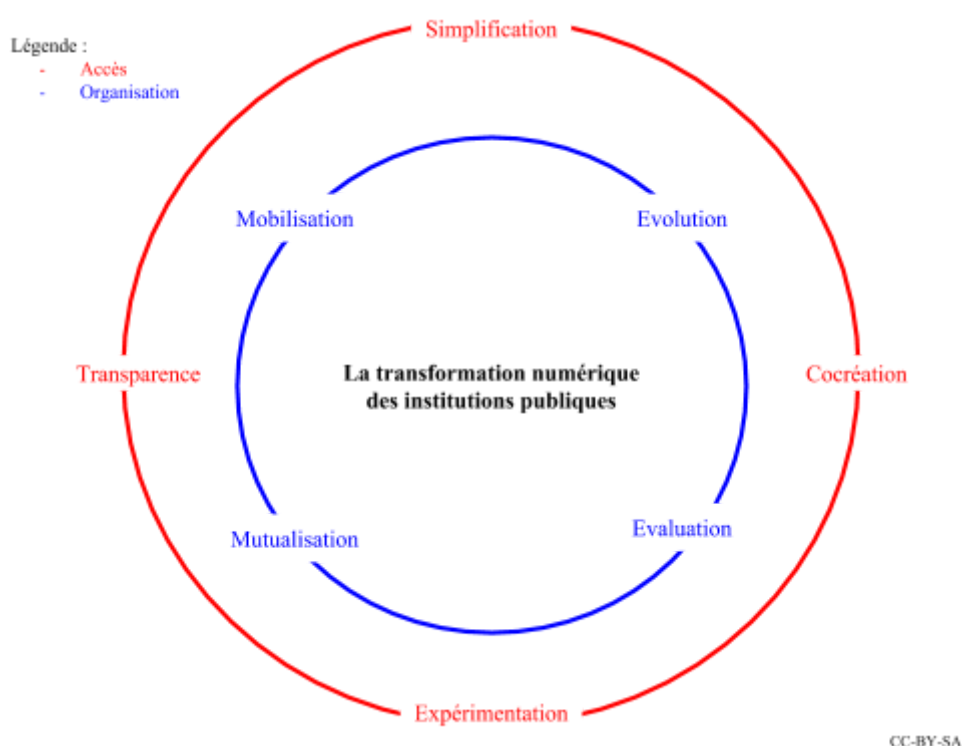 Simplification
Légende :
- Accès
- Organisation
Mobilisation
Evolution
Transparence
La transformation numérique
des institutions publiques
Cocréation
Mutualisation
Evaluation
Expérimentation
CC-BY-SA